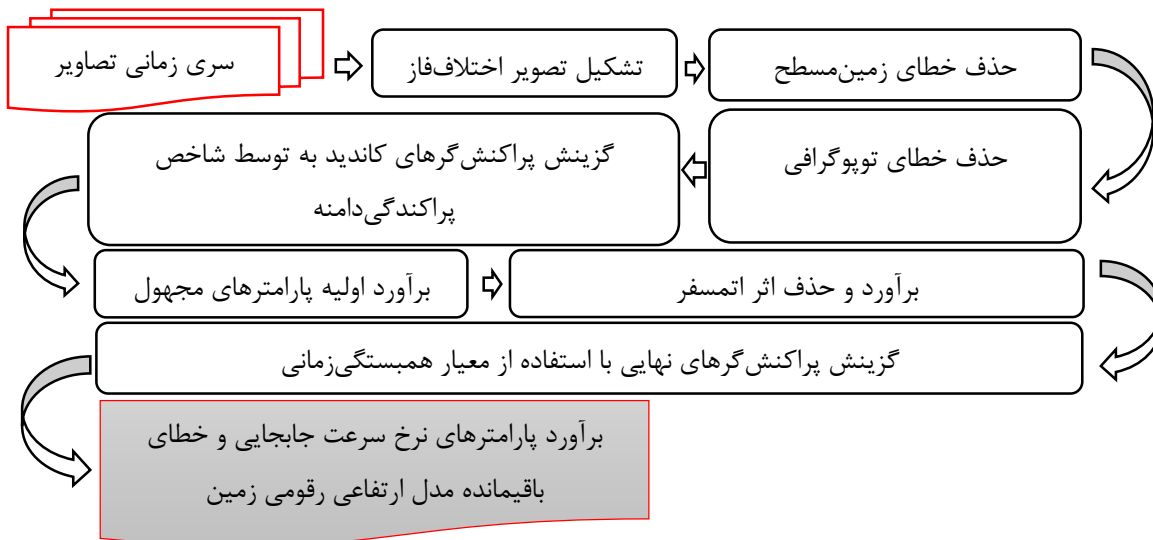 سری زمانی تصاویر
تشکیل تصویر اختلاف‌فاز
حذف خطای زمین‌مسطح
حذف خطای توپوگرافی
گزینش پراکنش‌گرهای کاندید به توسط شاخص
پراکندگی‌دامنه
برآورد اولیه پارامترهای مجهول
برآورد و حذف اثر اتمسفر
گزینش پراکنش‌گرهای نهایی با استفاده از معیار همبستگی‌زمانی
برآورد پارامترهای نرخ سرعت جابجایی و خطای
باقیمانده مدل ارتفاعی رقومی زمین